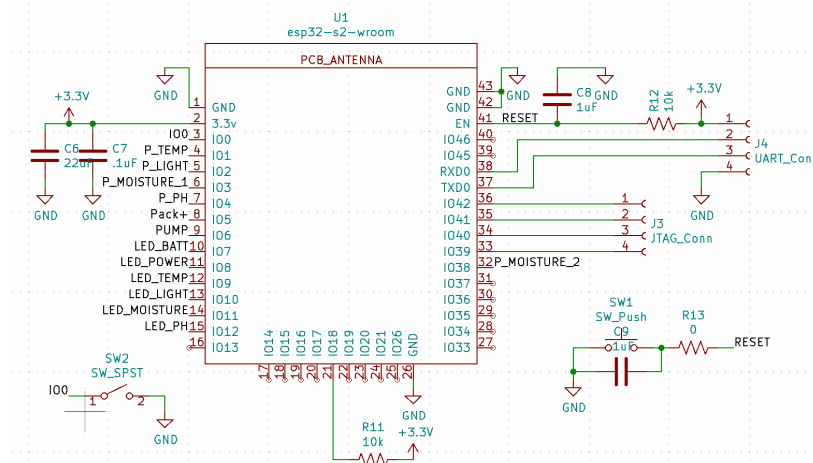 U1
esp32-s2-wroom
PCB_ANTENNA
GND
GND
GND
+3.3V
1 GND
2 3.3v
IO0 3 IO0
P_TEMP 4 IO1
P_LIGHT 5 IO2
P_MOISTURE_1 6 IO3
P_PH 7 IO4
Pack+ 8 IO5
PUMP 9 IO6
LED_BATT 10 IO7
LED_POWER 11 IO8
LED_TEMP 12 IO9
LED_LIGHT 13 IO10
LED_MOISTURE 14 IO11
LED_PH 15 IO12
16 IO13
C6
22uF
C7
.1uF
GND
GND
GND 43
GND 42
EN 41 RESET
IO46 40
IO45 39
RXD0 38
TXD0 37
IO42 36
IO41 35
IO40 34
IO39 33
IO38 32 P_MOISTURE_2
IO37 31
IO36 30
IO35 29
IO34 28
IO33 27
IO14 IO15 IO16 IO17 IO18 IO19 IO20 IO21 IO26 GND
17 18 19 20 21 22 23 24 25 26
C8
1uF
GND
R12
10k
+3.3V
1
2
3
4
J4
UART_Con
GND
1
2
3
4
J3
JTAG_Conn
SW1
SW_Push
C9
1uF
R13
0
RESET
GND
SW2
SW_SPST
IO0
1
2
GND
GND
R11
10k
+3.3V